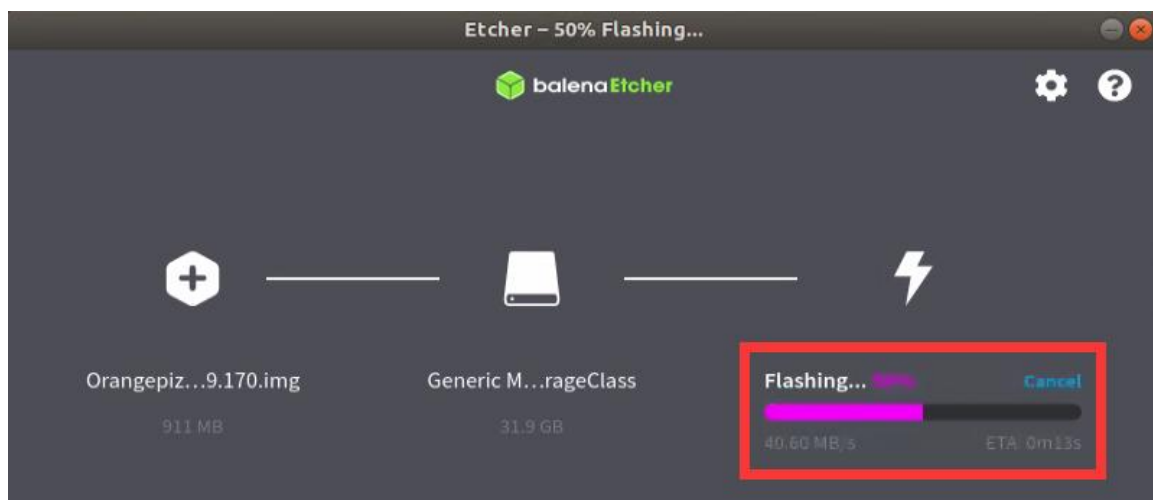 Etcher – 50% Flashing...
balenaEtcher
Orangepiz...9.170.img
Generic M...rageClass
Flashing... 50% Cancel
911 MB
31.9 GB
40.60 MB/s
ETA: 0m13s